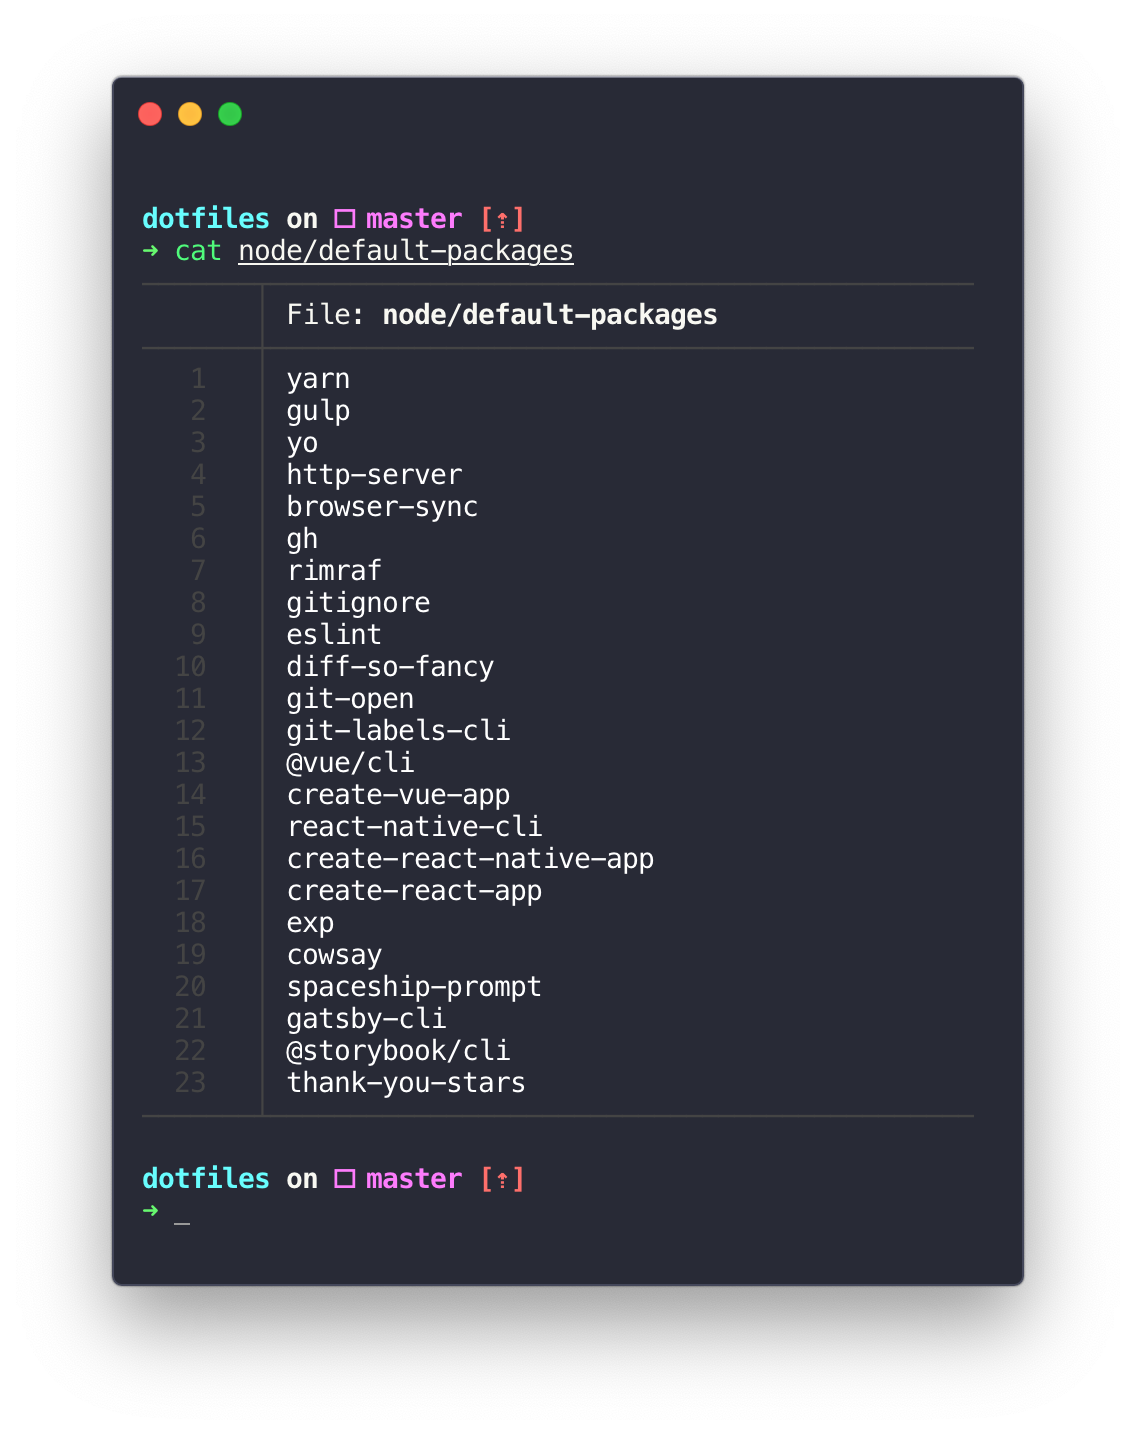 dotfiles on □ master [⇡]
➜ cat node/default-packages
File: node/default-packages
1 yarn
2 gulp
3 yo
4 http-server
5 browser-sync
6 gh
7 rimraf
8 gitignore
9 eslint
10 diff-so-fancy
11 git-open
12 git-labels-cli
13 @vue/cli
14 create-vue-app
15 react-native-cli
16 create-react-native-app
17 create-react-app
18 exp
19 cowsay
20 spaceship-prompt
21 gatsby-cli
22 @storybook/cli
23 thank-you-stars
dotfiles on □ master [⇡]
➜ _